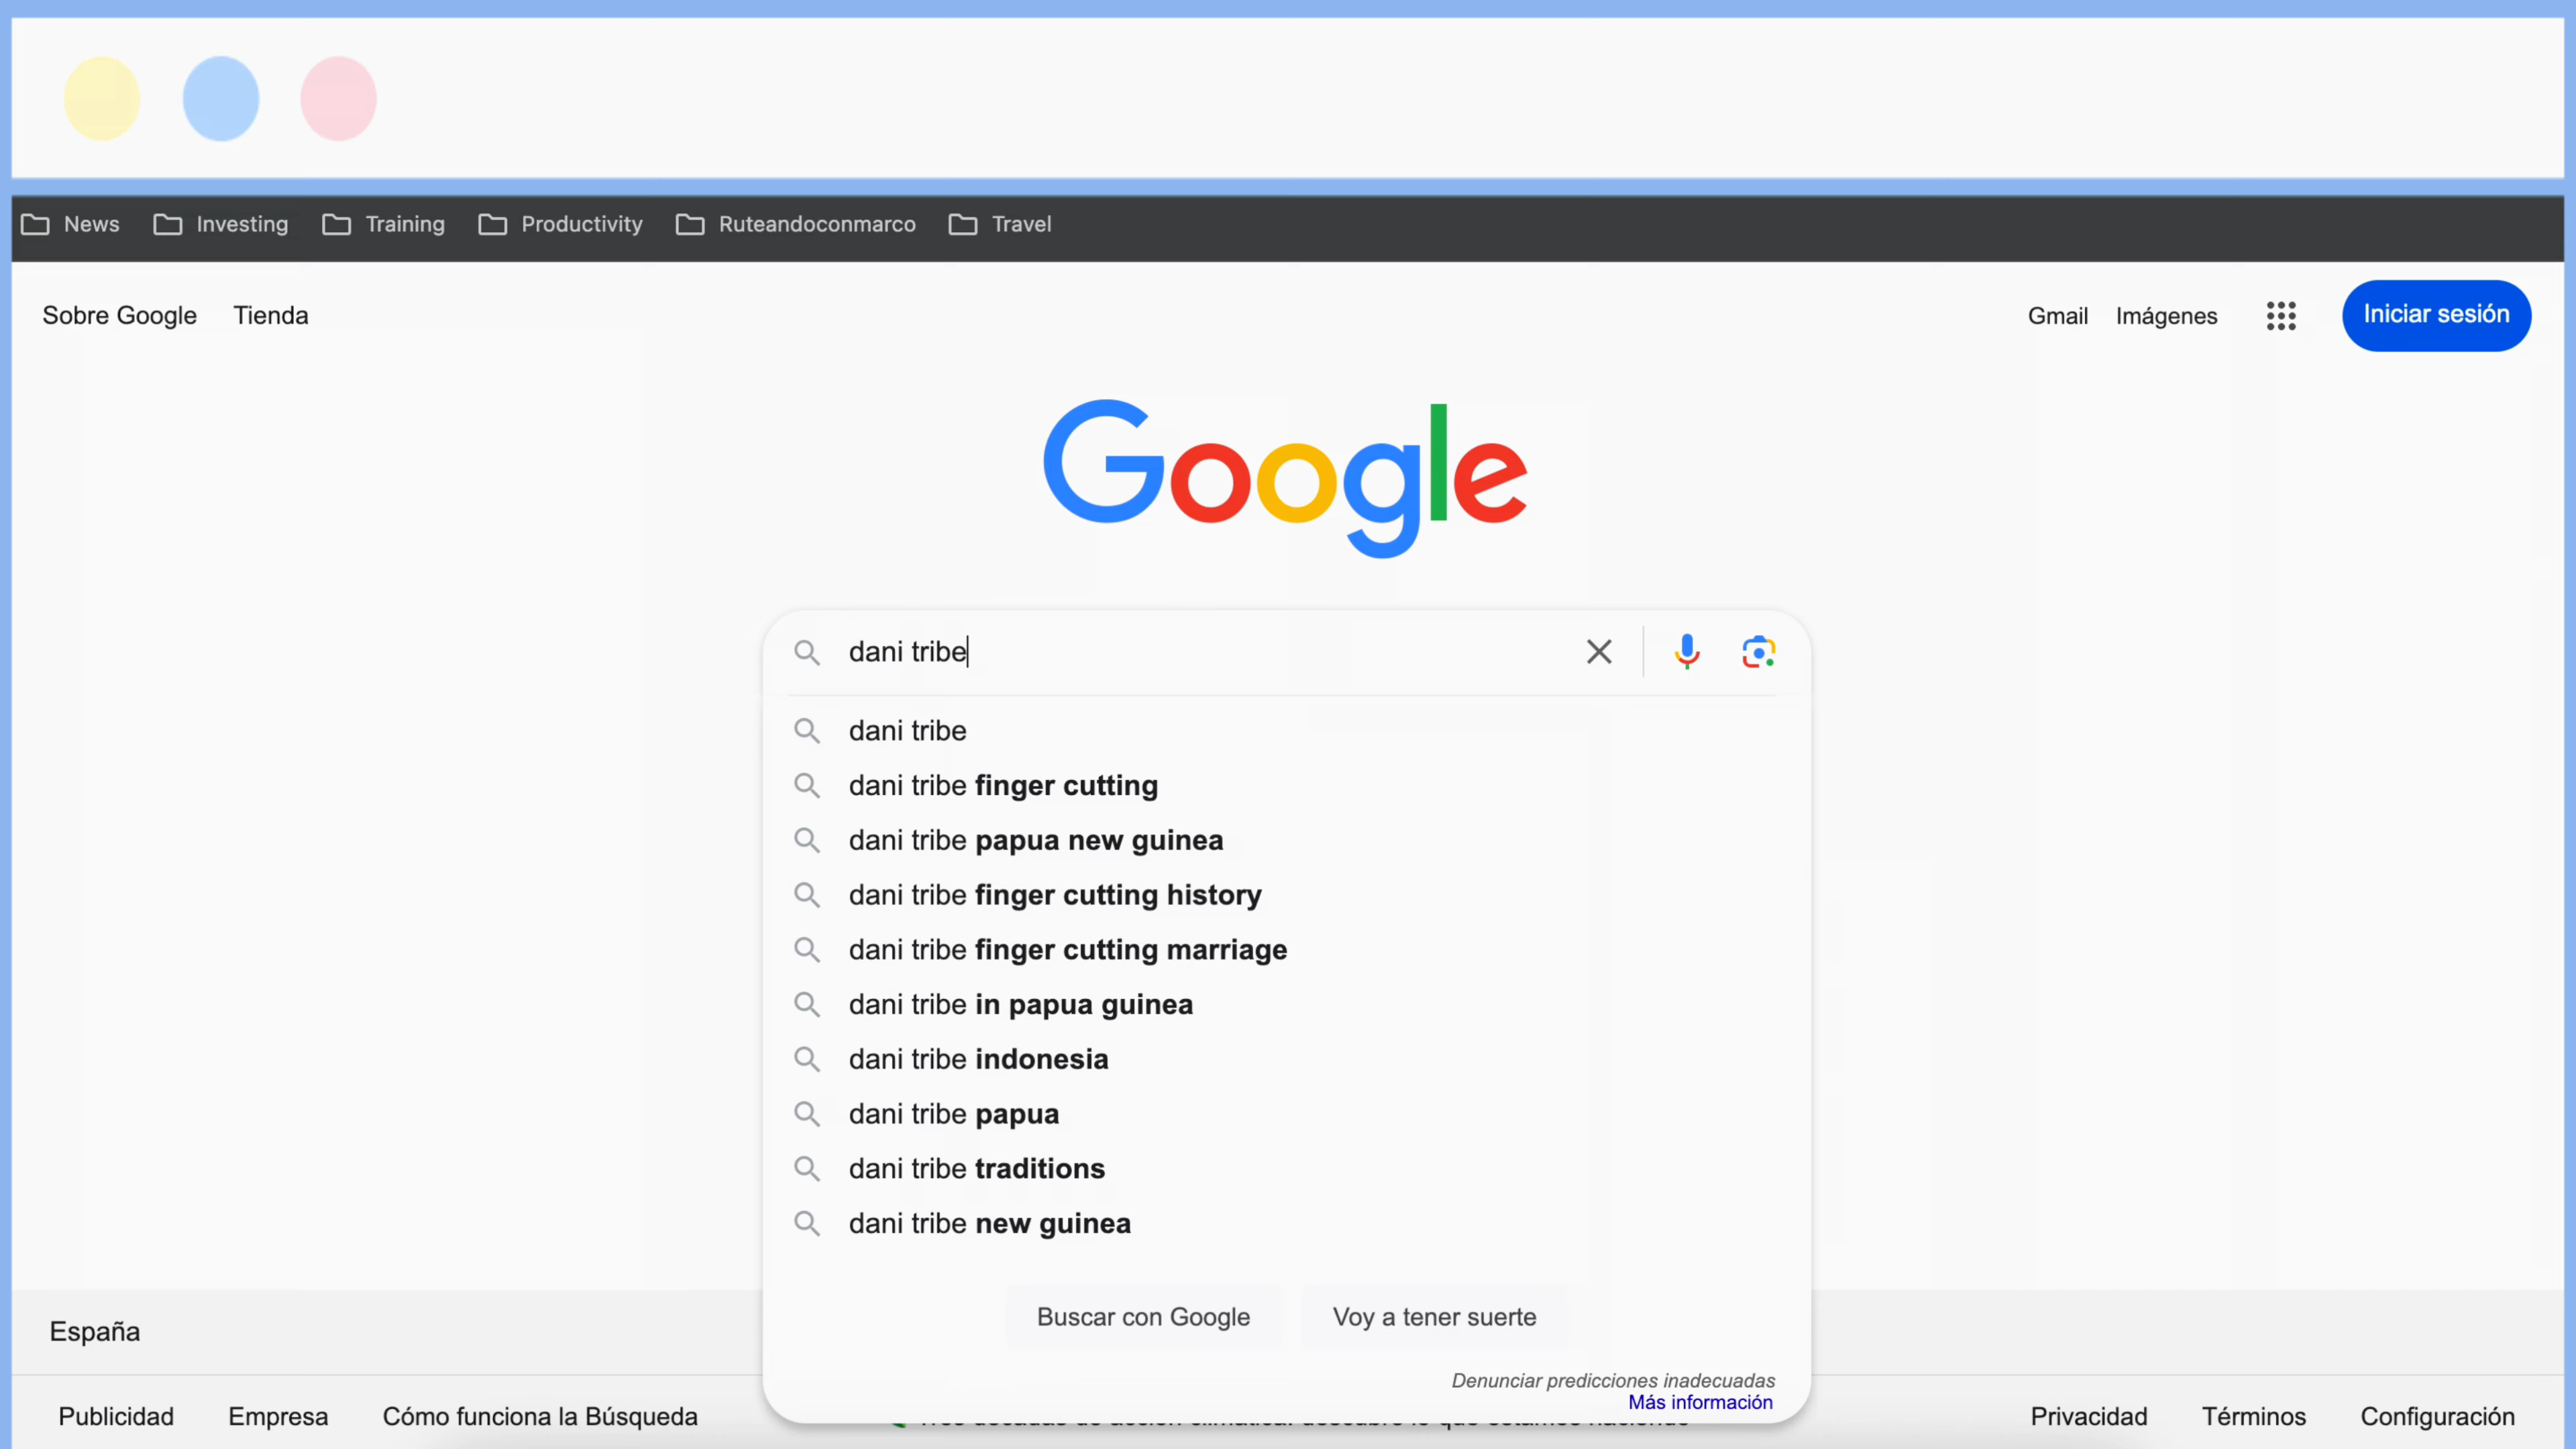 News Investing Training Productivity Ruteandoconmarco Travel
Sobre Google Tienda Gmail Imágenes Iniciar sesión
Google
dani tribe
dani tribe
dani tribe finger cutting
dani tribe papua new guinea
dani tribe finger cutting history
dani tribe finger cutting marriage
dani tribe in papua guinea
dani tribe indonesia
dani tribe papua
dani tribe traditions
dani tribe new guinea
Buscar con Google Voy a tener suerte
España
Denunciar predicciones inadecuadas
Más información
Publicidad Empresa Cómo funciona la Búsqueda Privacidad Términos Configuración